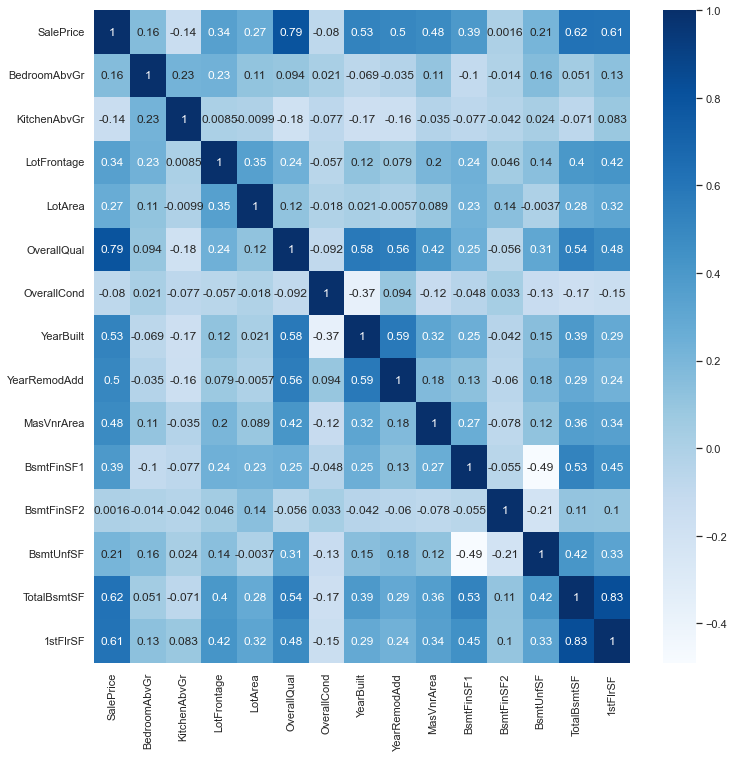 SalePrice 1 0.16 -0.14 0.34 0.27 0.79 -0.08 0.53 0.5 0.48 0.39 0.0016 0.21 0.62 0.61
BedroomAbvGr 0.16 1 0.23 0.23 0.11 0.094 0.021 -0.069 -0.035 0.11 -0.1 -0.014 0.16 0.051 0.13
KitchenAbvGr -0.14 0.23 1 0.0085 -0.0099 -0.18 -0.077 -0.17 -0.16 -0.035 -0.077 -0.042 0.024 -0.071 0.083
LotFrontage 0.34 0.23 0.0085 1 0.35 0.24 -0.057 0.12 0.079 0.2 0.24 0.046 0.14 0.4 0.42
LotArea 0.27 0.11 -0.0099 0.35 1 0.12 -0.018 0.021 -0.0057 0.089 0.23 0.14 -0.0037 0.28 0.32
OverallQual 0.79 0.094 -0.18 0.24 0.12 1 -0.092 0.58 0.56 0.42 0.25 -0.056 0.31 0.54 0.48
OverallCond -0.08 0.021 -0.077 -0.057 -0.018 -0.092 1 -0.37 0.094 -0.12 -0.048 0.033 -0.13 -0.17 -0.15
YearBuilt 0.53 -0.069 -0.17 0.12 0.021 0.58 -0.37 1 0.59 0.32 0.25 -0.042 0.15 0.39 0.29
YearRemodAdd 0.5 -0.035 -0.16 0.079 -0.0057 0.56 0.094 0.59 1 0.18 0.13 -0.06 0.18 0.29 0.24
MasVnrArea 0.48 0.11 -0.035 0.2 0.089 0.42 -0.12 0.32 0.18 1 0.27 -0.078 0.12 0.36 0.34
BsmtFinSF1 0.39 -0.1 -0.077 0.24 0.23 0.25 -0.048 0.25 0.13 0.27 1 -0.055 -0.49 0.53 0.45
BsmtFinSF2 0.0016 -0.014 -0.042 0.046 0.14 -0.056 0.033 -0.042 -0.06 -0.078 -0.055 1 -0.21 0.11 0.1
BsmtUnfSF 0.21 0.16 0.024 0.14 -0.0037 0.31 -0.13 0.15 0.18 0.12 -0.49 -0.21 1 0.42 0.33
TotalBsmtSF 0.62 0.051 -0.071 0.4 0.28 0.54 -0.17 0.39 0.29 0.36 0.53 0.11 0.42 1 0.83
1stFlrSF 0.61 0.13 0.083 0.42 0.32 0.48 -0.15 0.29 0.24 0.34 0.45 0.1 0.33 0.83 1
SalePrice
BedroomAbvGr
KitchenAbvGr
LotFrontage
LotArea
OverallQual
OverallCond
YearBuilt
YearRemodAdd
MasVnrArea
BsmtFinSF1
BsmtFinSF2
BsmtUnfSF
TotalBsmtSF
1stFlrSF
1.0
0.8
0.6
0.4
0.2
0.0
−0.2
−0.4